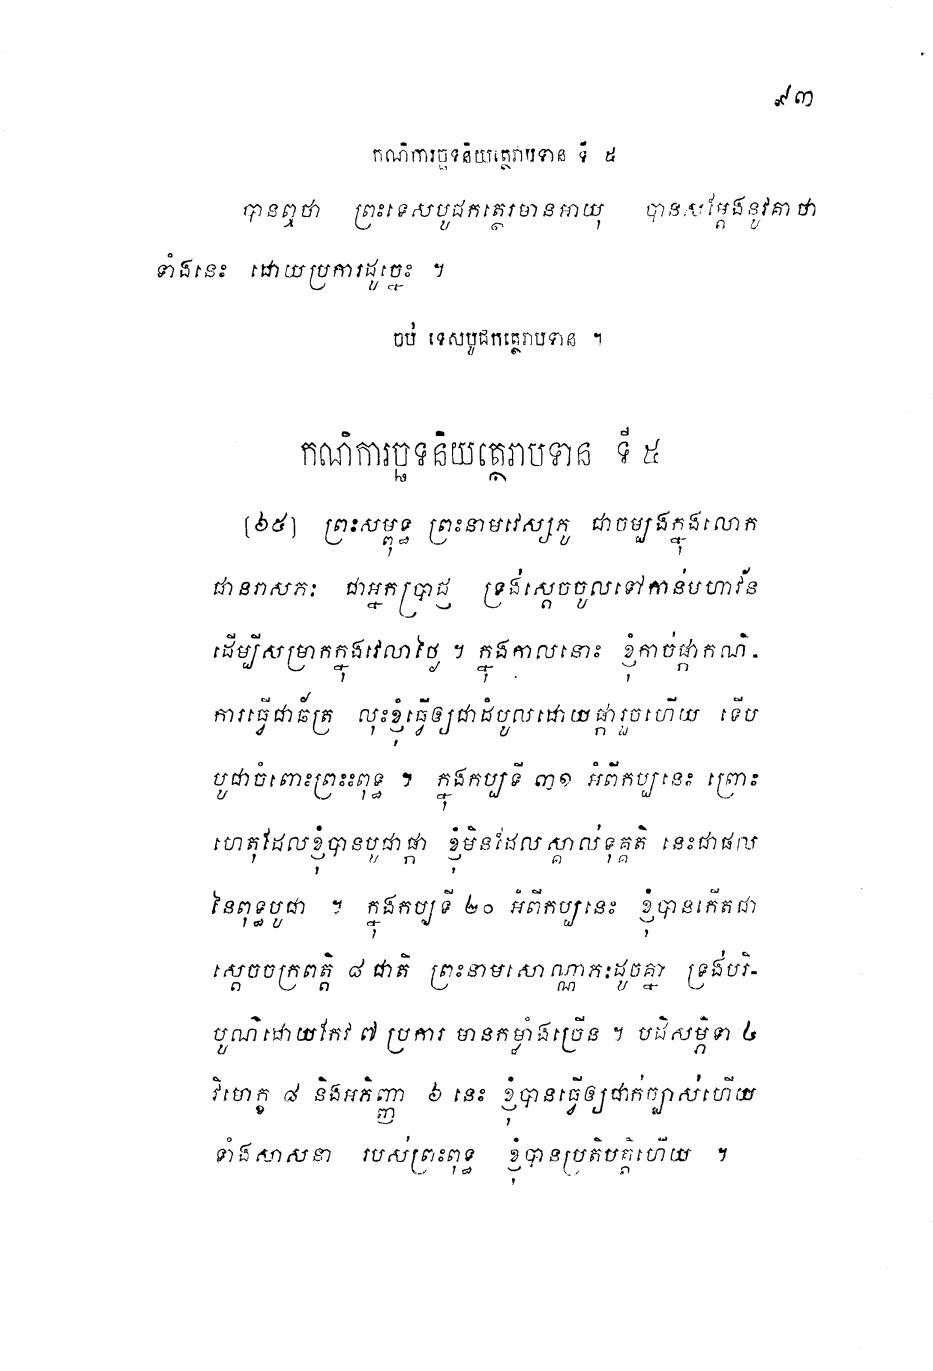 ៩៣
កណិការច្ឆទនិយត្ថេរាបទាន ទី ៥
បានឮថា ព្រះទេសបូជកត្ថេរមានអាយុ បានសម្តែងនូវគាថា
ទាំងនេះ ដោយប្រការដូច្នេះ ។
ចប់ ទេសបូជកត្ថេរាបទាន ។
កណិការច្ឆទនិយត្ថេរាបទាន ទី ៥
[៦៥] ព្រះសម្ពុទ្ធ ព្រះនាមវេស្សភូ ជាចម្បងក្នុងលោក
ជានរាសភៈ ជាអ្នកប្រាជ្ញ ទ្រង់ស្តេចចូលទៅកាន់មហាវ័ន
ដើម្បីសម្រាកក្នុងវេលាថ្ងៃ ។ ក្នុងកាលនោះ ខ្ញុំកាច់ផ្កាកណិ-
ការធ្វើជាឆ័ត្រ លុះខ្ញុំធ្វើឲ្យជាដំបូលដោយផ្ការួចហើយ ទើប
បូជាចំពោះព្រះពុទ្ធ ។ ក្នុងកប្បទី ៣១ អំពីកប្បនេះ ព្រោះ
ហេតុដែលខ្ញុំបានបូជាផ្កា ខ្ញុំមិនដែលស្គាល់ទុគ្គតិ នេះជាផល
នៃពុទ្ធបូជា ។ ក្នុងកប្បទី ២០ អំពីកប្បនេះ ខ្ញុំបានកើតជា
ស្តេចចក្រពត្តិ ៨ ជាតិ ព្រះនាមសោណ្ណាភៈដូចគ្នា ទ្រង់បរិ-
បូណ៌ដោយកែវ ៧ ប្រការ មានកម្លាំងច្រើន ។ បដិសម្ភិទា ៤
វិមោក្ខ ៨ និងអភិញ្ញា ៦ នេះ ខ្ញុំបានធ្វើឲ្យជាក់ច្បាស់ហើយ
ទាំងសាសនា របស់ព្រះពុទ្ធ ខ្ញុំបានប្រតិបត្តិហើយ ។